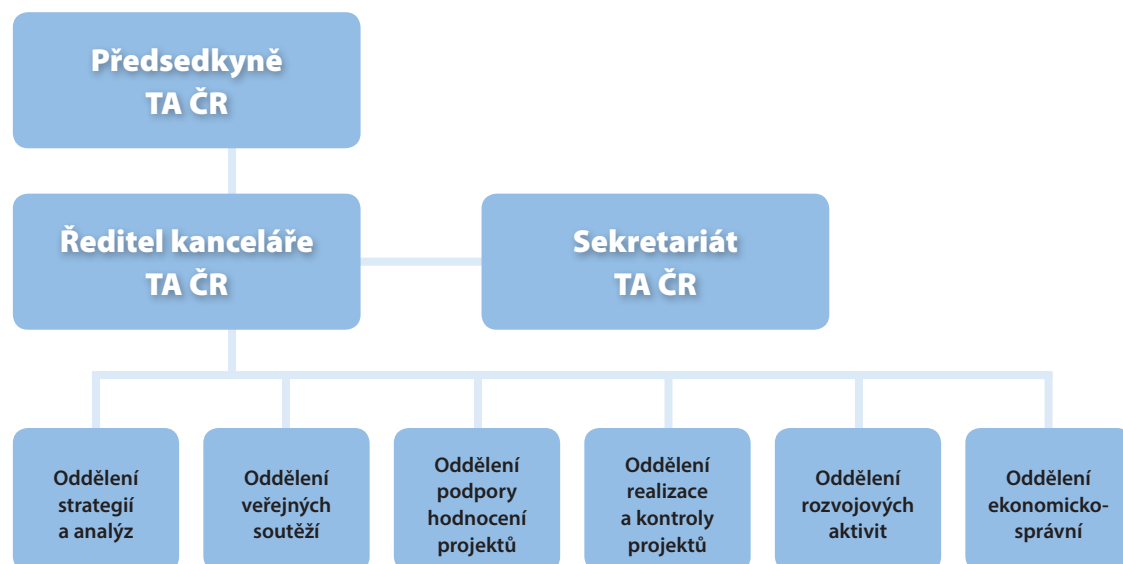 Předsedkyně
TA ČR
Ředitel kanceláře
TA ČR
Sekretariát
TA ČR
Oddělení
strategií
a analýz
Oddělení
veřejných
soutěží
Oddělení
podpory
hodnocení
projektů
Oddělení
realizace
a kontroly
projektů
Oddělení
rozvojových
aktivit
Oddělení
ekonomicko-
správní